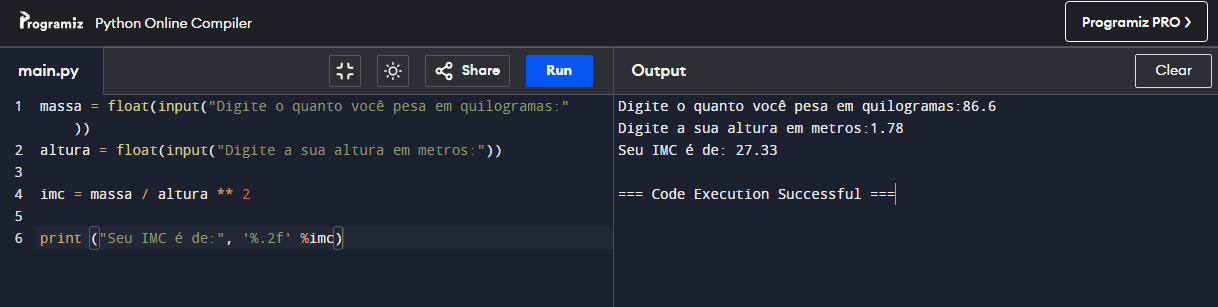 Programiz Python Online Compiler
Programiz PRO >
main.py
Share
Run
Output
Clear
1 massa = float(input("Digite o quanto você pesa em quilogramas:"
))
2 altura = float(input("Digite a sua altura em metros:"))
3
4 imc = massa / altura ** 2
5
6 print ("Seu IMC é de:", '%.2f' %imc)
Digite o quanto você pesa em quilogramas:86.6
Digite a sua altura em metros:1.78
Seu IMC é de: 27.33
=== Code Execution Successful ===